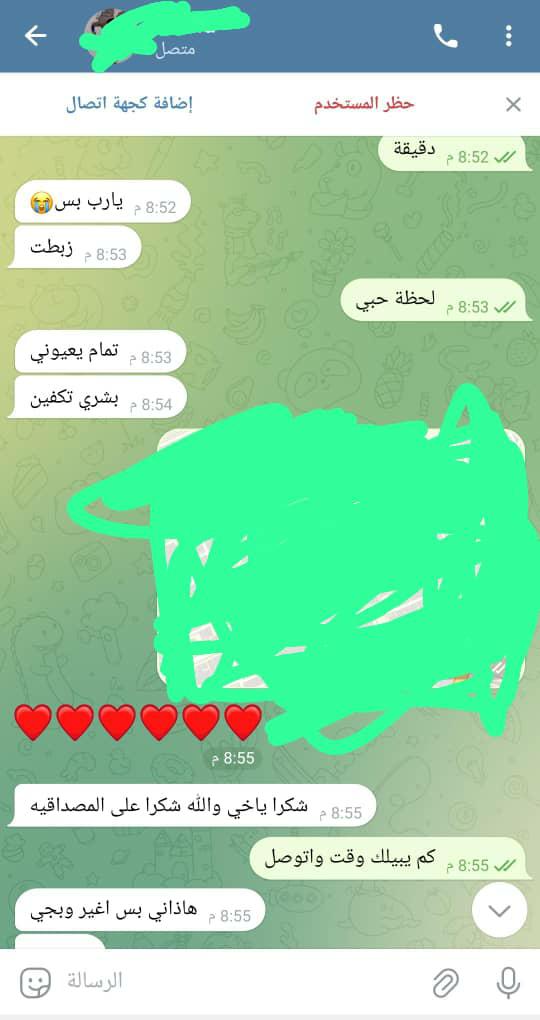 متصل
إضافة كجهة اتصال
حظر المستخدم
دقيقة
8:52 م
يارب بس😭
8:52 م
زبطت
8:53 م
لحظة حبي
8:53 م
تمام يعيوني
8:53 م
بشري تكفين
8:54 م
❤️❤️❤️❤️❤️❤️
8:55 م
شكرا ياخي والله شكرا على المصداقيه
8:55 م
كم يبيلك وقت واتوصل
8:55 م
هاذاني بس اغير وبجي
8:55 م
الرسالة